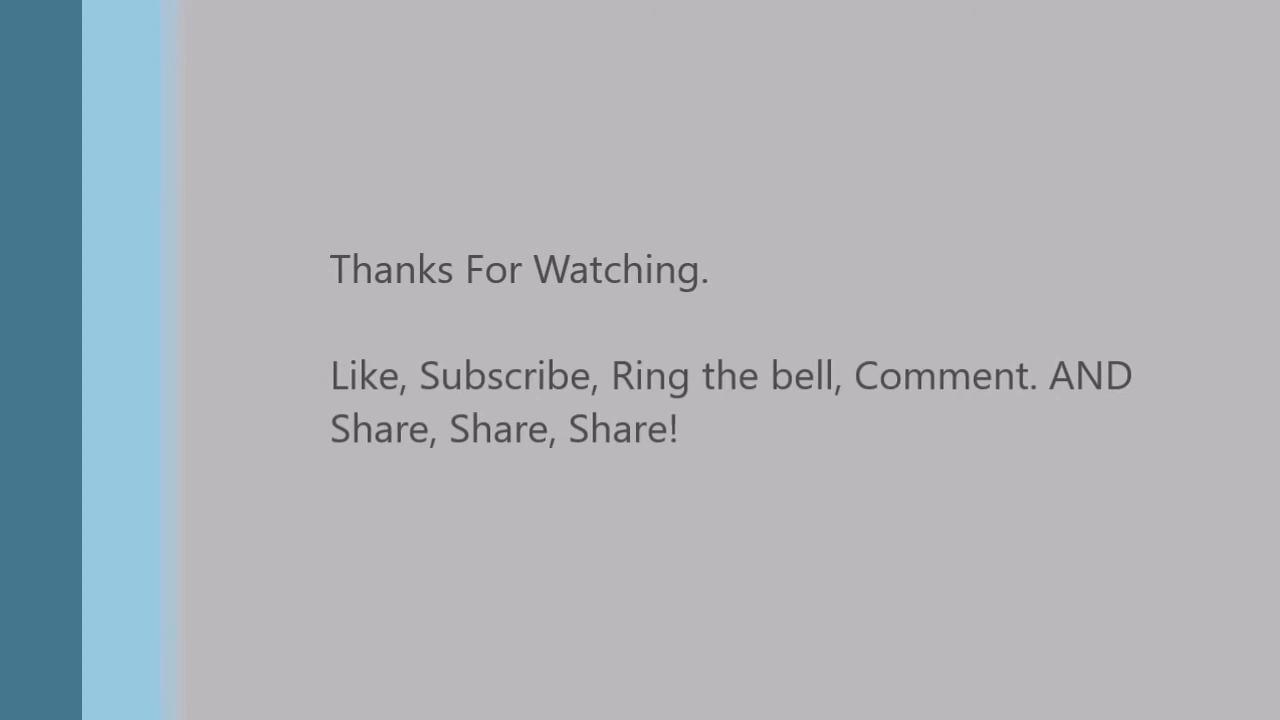 Thanks For Watching.
Like, Subscribe, Ring the bell, Comment. AND
Share, Share, Share!